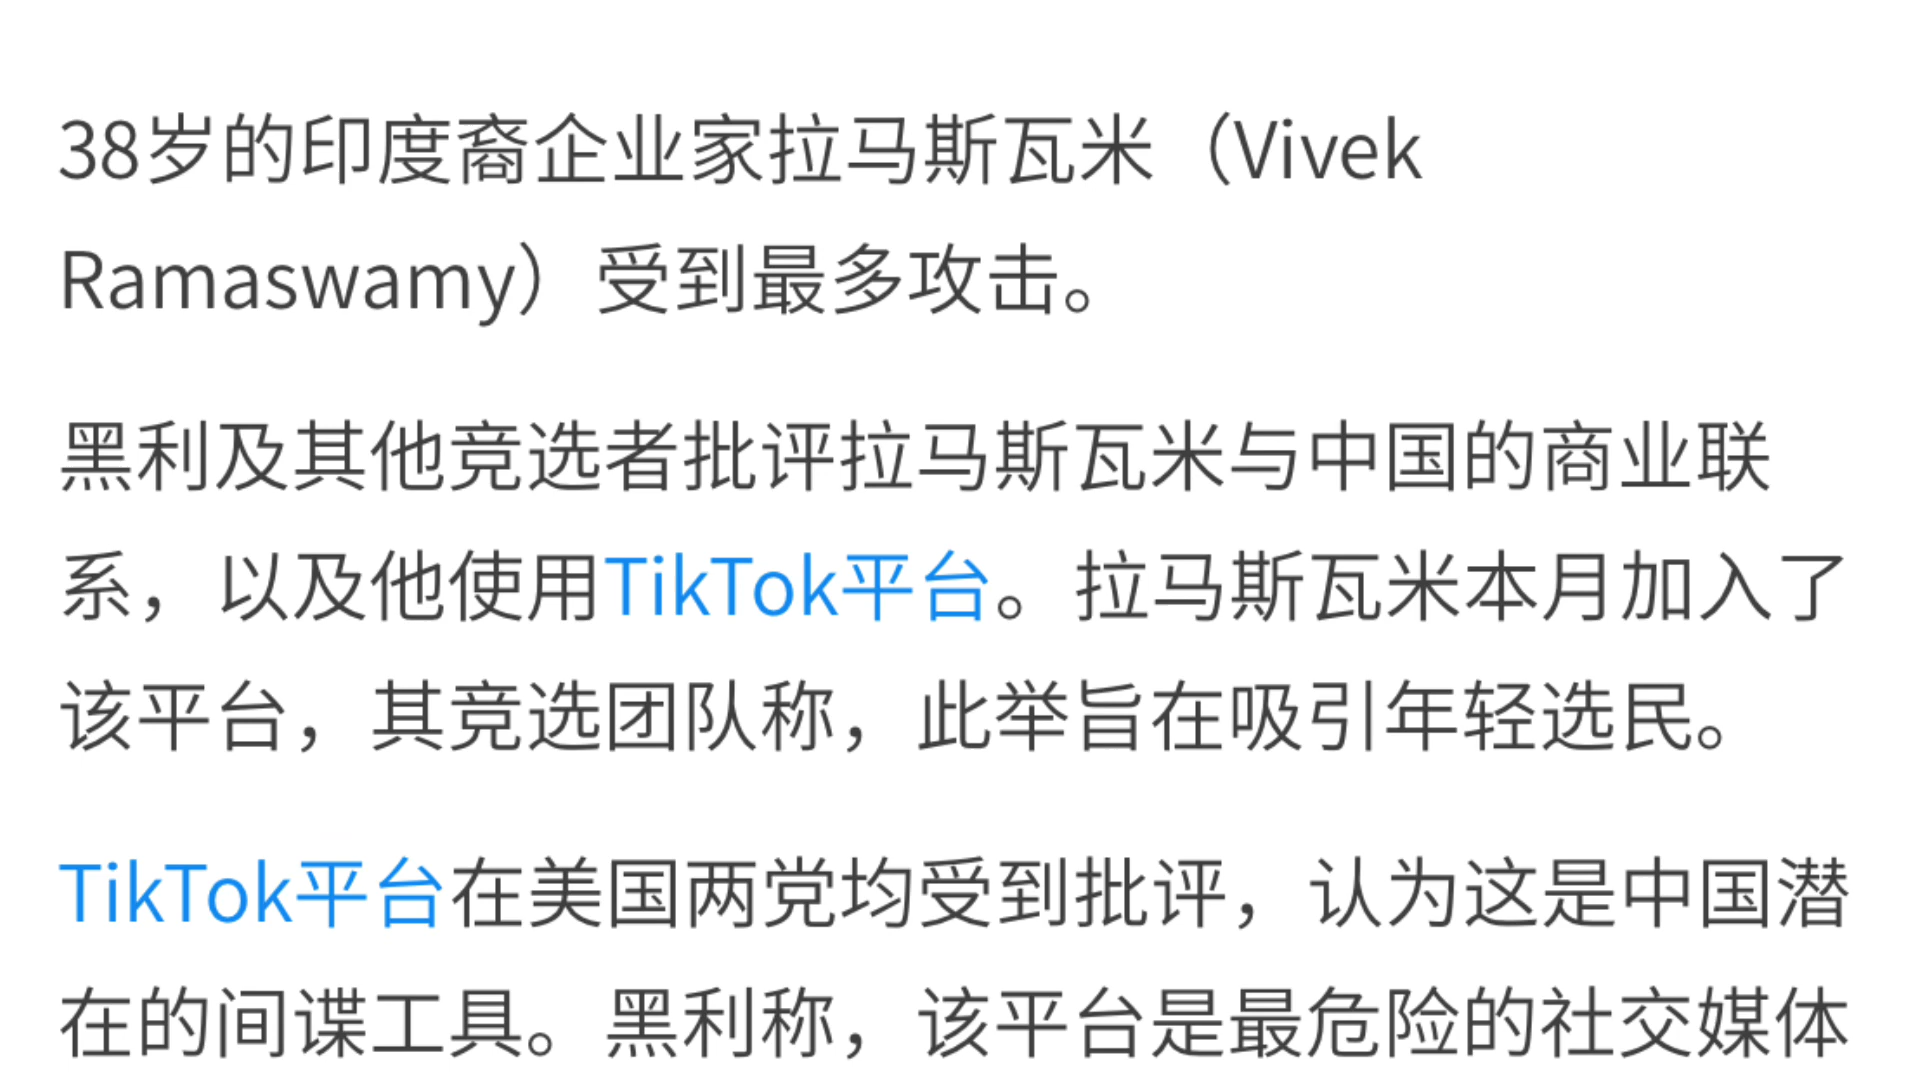 38岁的印度裔企业家拉马斯瓦米（Vivek
Ramaswamy）受到最多攻击。
黑利及其他竞选者批评拉马斯瓦米与中国的商业联
系，以及他使用TikTok平台。拉马斯瓦米本月加入了
该平台，其竞选团队称，此举旨在吸引年轻选民。
TikTok平台在美国两党均受到批评，认为这是中国潜
在的间谍工具。黑利称，该平台是最危险的社交媒体